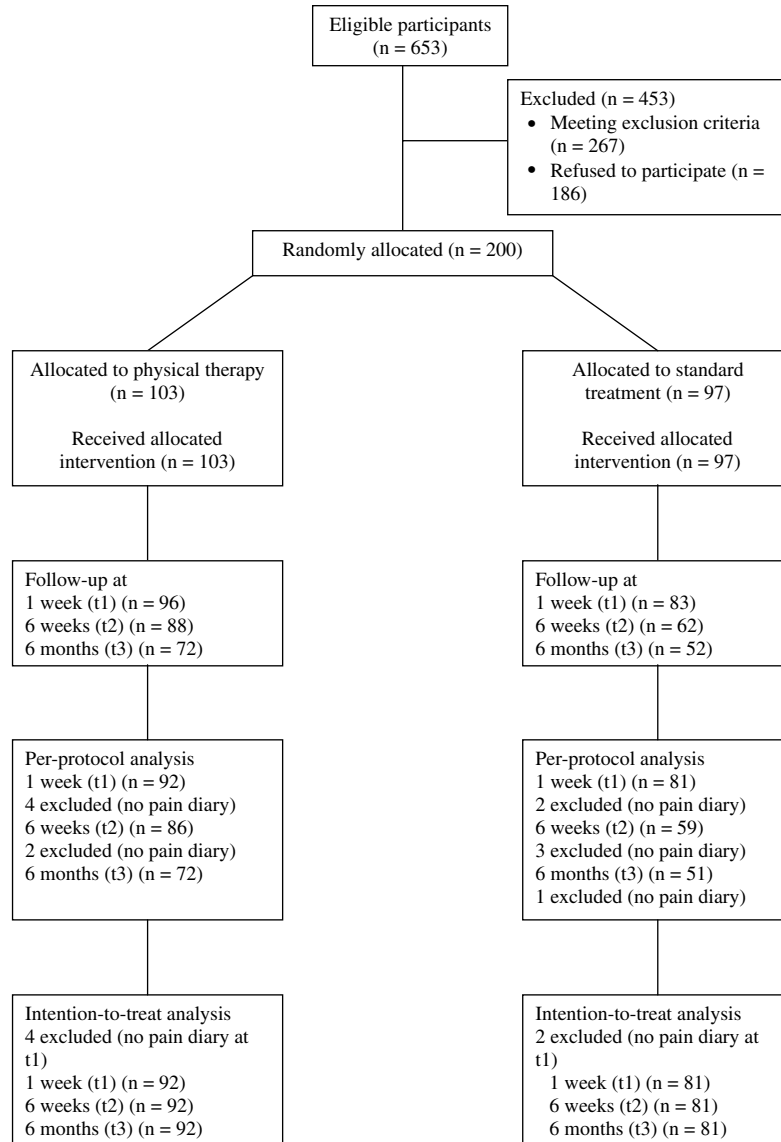 Eligible participants
(n = 653)
Excluded (n = 453)
• Meeting exclusion criteria
(n = 267)
• Refused to participate (n =
186)
Randomly allocated (n = 200)
Allocated to physical therapy
(n = 103)
Received allocated
intervention (n = 103)
Allocated to standard
treatment (n = 97)
Received allocated
intervention (n = 97)
Follow-up at
1 week (t1) (n = 96)
6 weeks (t2) (n = 88)
6 months (t3) (n = 72)
Follow-up at
1 week (t1) (n = 83)
6 weeks (t2) (n = 62)
6 months (t3) (n = 52)
Per-protocol analysis
1 week (t1) (n = 92)
4 excluded (no pain diary)
6 weeks (t2) (n = 86)
2 excluded (no pain diary)
6 months (t3) (n = 72)
Per-protocol analysis
1 week (t1) (n = 81)
2 excluded (no pain diary)
6 weeks (t2) (n = 59)
3 excluded (no pain diary)
6 months (t3) (n = 51)
1 excluded (no pain diary)
Intention-to-treat analysis
4 excluded (no pain diary at
t1)
1 week (t1) (n = 92)
6 weeks (t2) (n = 92)
6 months (t3) (n = 92)
Intention-to-treat analysis
2 excluded (no pain diary at
t1)
1 week (t1) (n = 81)
6 weeks (t2) (n = 81)
6 months (t3) (n = 81)